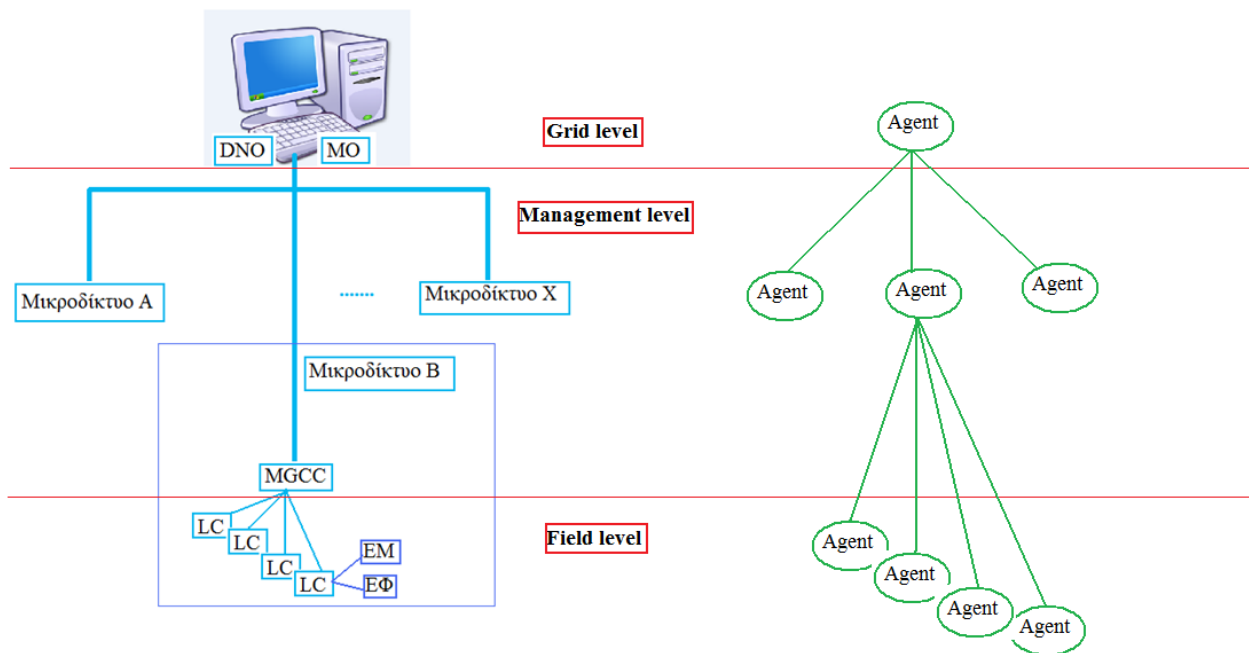 DNO
MO
Grid level
Agent
Management level
Μικροδίκτυο Α
.......
Μικροδίκτυο Χ
Agent
Agent
Agent
Μικροδίκτυο Β
MGCC
LC
LC
LC
LC
ΕΜ
ΕΦ
Field level
Agent
Agent
Agent
Agent